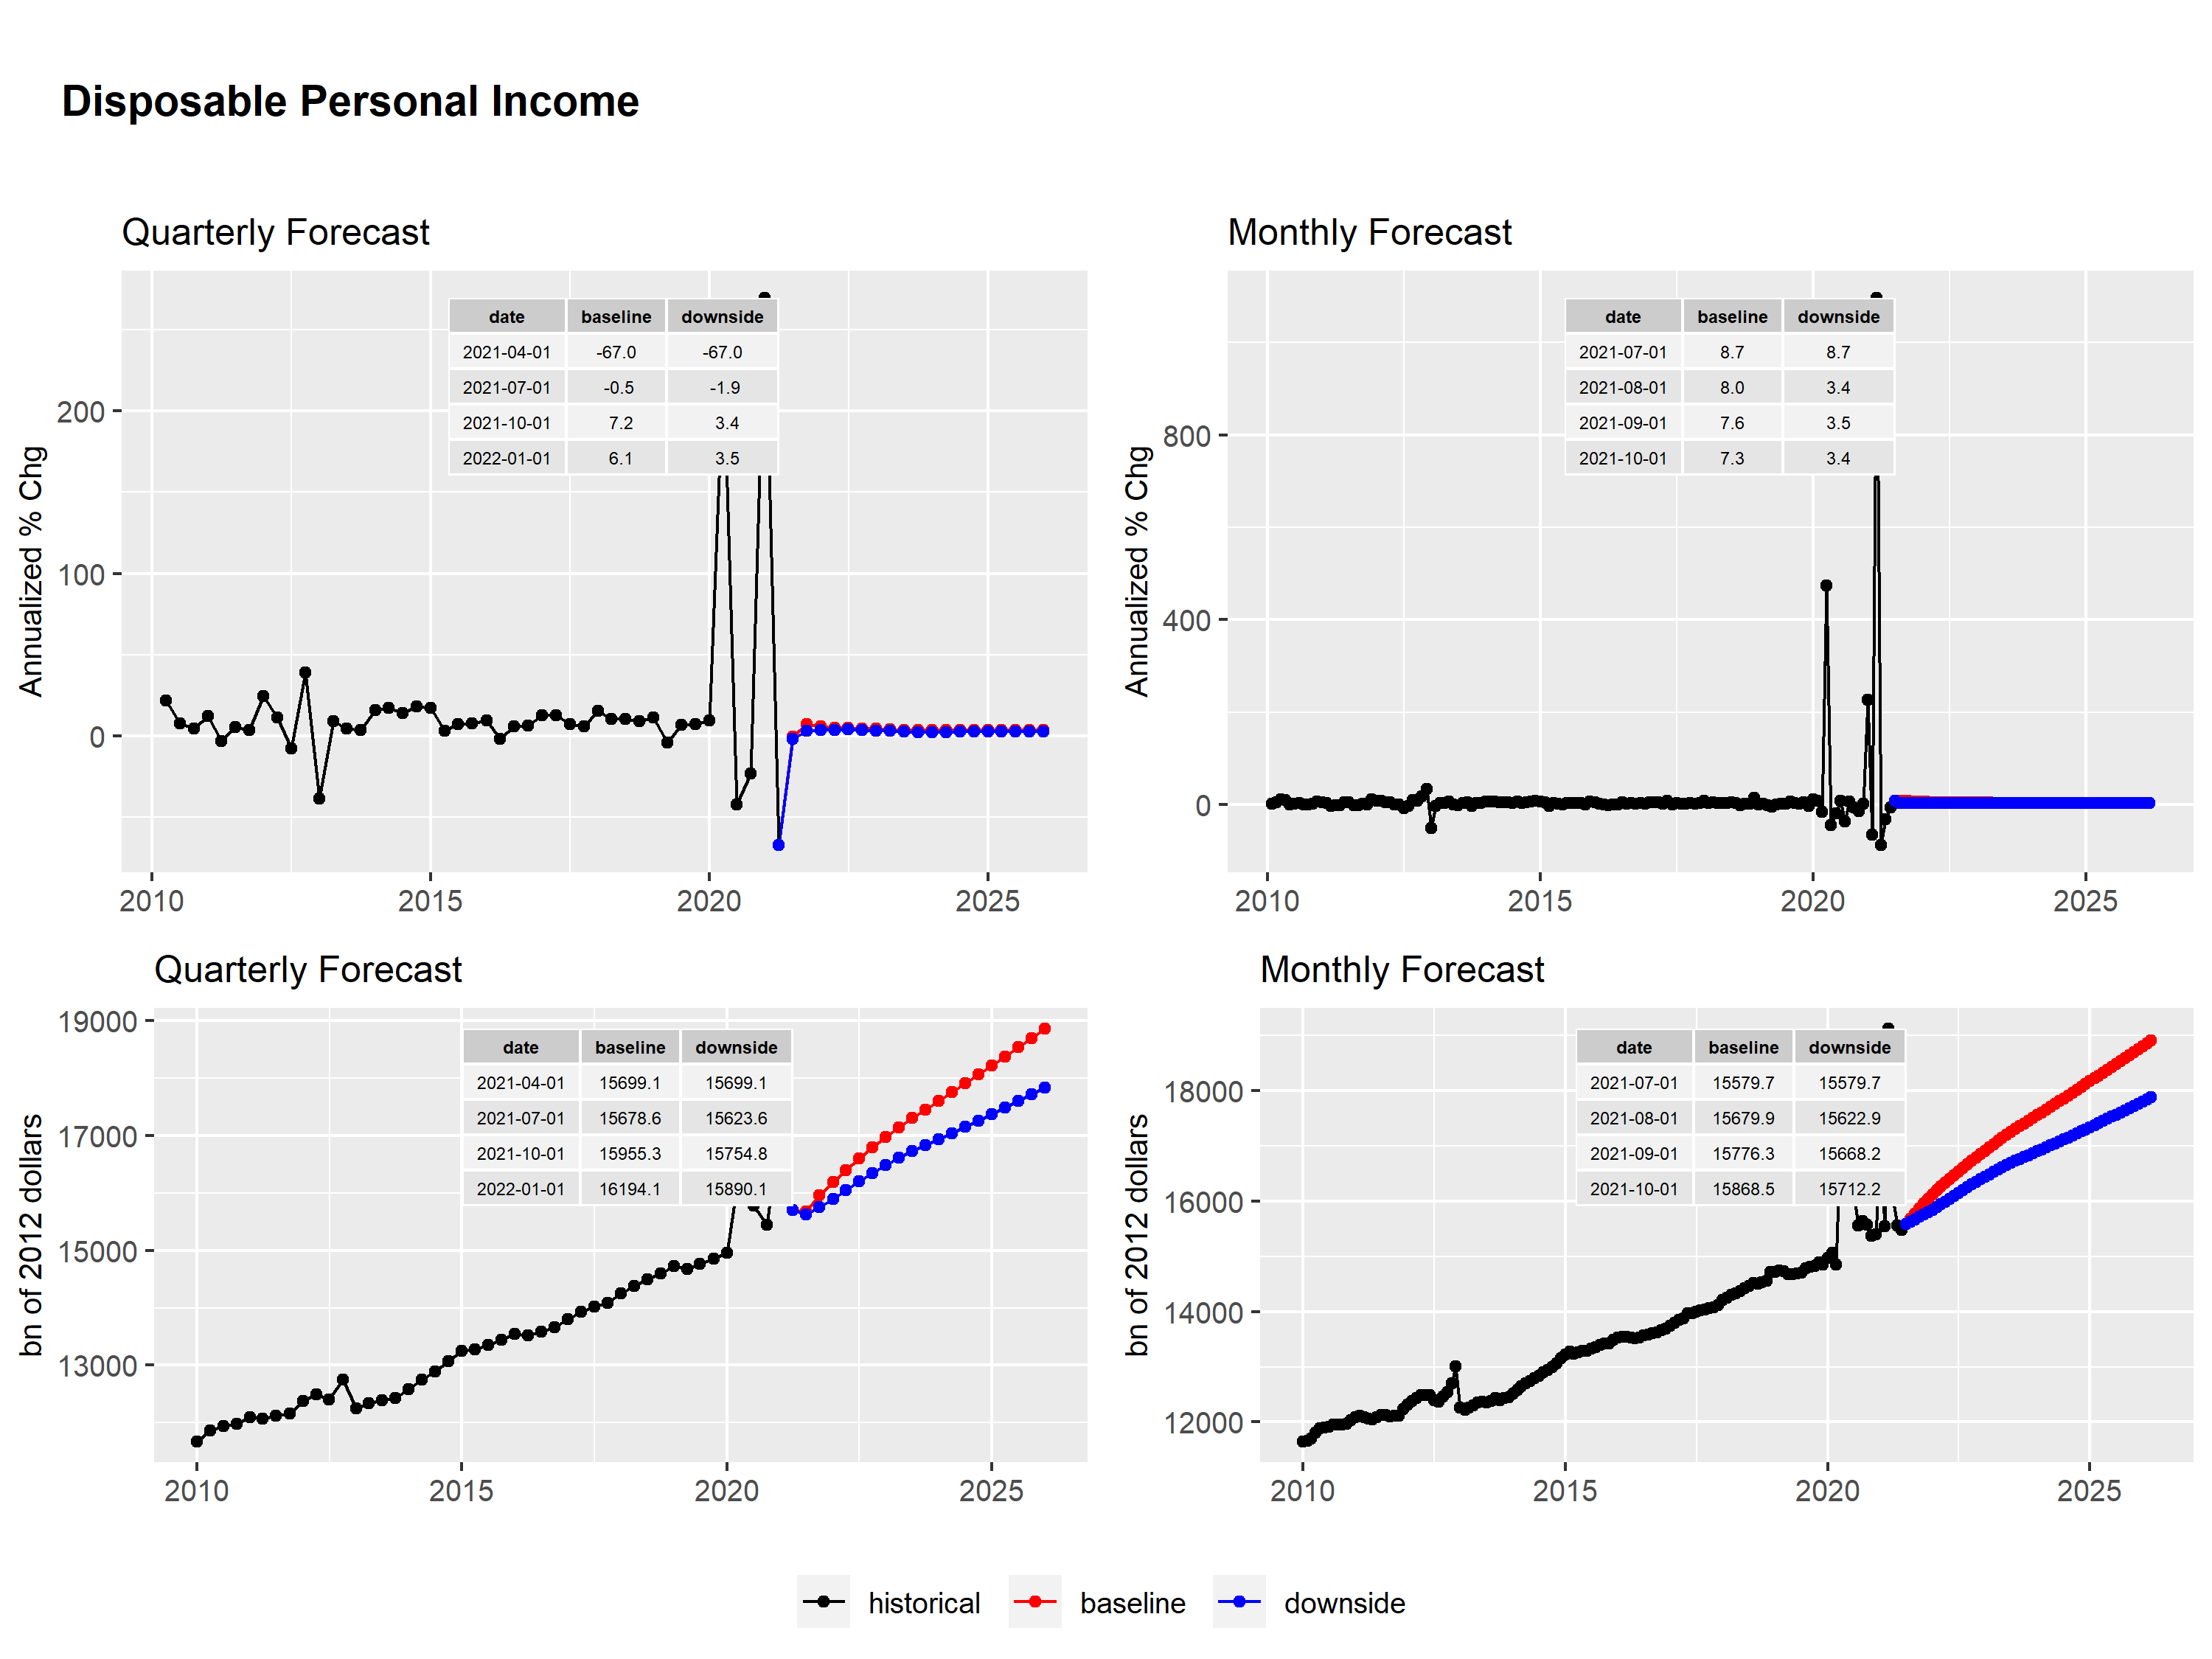 Disposable Personal Income
Quarterly Forecast
Annualized % Chg
200
100
0
date baseline downside
2021-04-01 -67.0 -67.0
2021-07-01 -0.5 -1.9
2021-10-01 7.2 3.4
2022-01-01 6.1 3.5
2010 2015 2020 2025
Monthly Forecast
Annualized % Chg
800
400
0
date baseline downside
2021-07-01 8.7 8.7
2021-08-01 8.0 3.4
2021-09-01 7.6 3.5
2021-10-01 7.3 3.4
2010 2015 2020 2025
Quarterly Forecast
bn of 2012 dollars
19000
17000
15000
13000
date baseline downside
2021-04-01 15699.1 15699.1
2021-07-01 15678.6 15623.6
2021-10-01 15955.3 15754.8
2022-01-01 16194.1 15890.1
2010 2015 2020 2025
Monthly Forecast
bn of 2012 dollars
18000
16000
14000
12000
date baseline downside
2021-07-01 15579.7 15579.7
2021-08-01 15679.9 15622.9
2021-09-01 15776.3 15668.2
2021-10-01 15868.5 15712.2
2010 2015 2020 2025
historical baseline downside